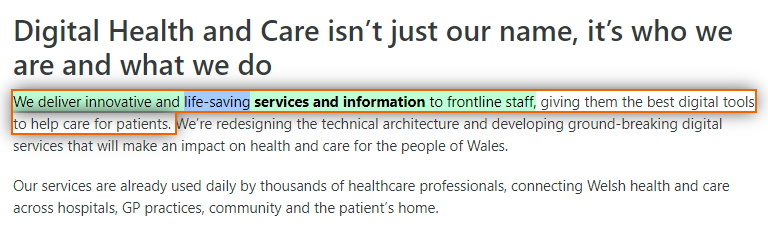 Digital Health and Care isn’t just our name, it’s who we
are and what we do
We deliver innovative and life-saving services and information to frontline staff, giving them the best digital tools
to help care for patients. We’re redesigning the technical architecture and developing ground-breaking digital
services that will make an impact on health and care for the people of Wales.
Our services are already used daily by thousands of healthcare professionals, connecting Welsh health and care
across hospitals, GP practices, community and the patient’s home.